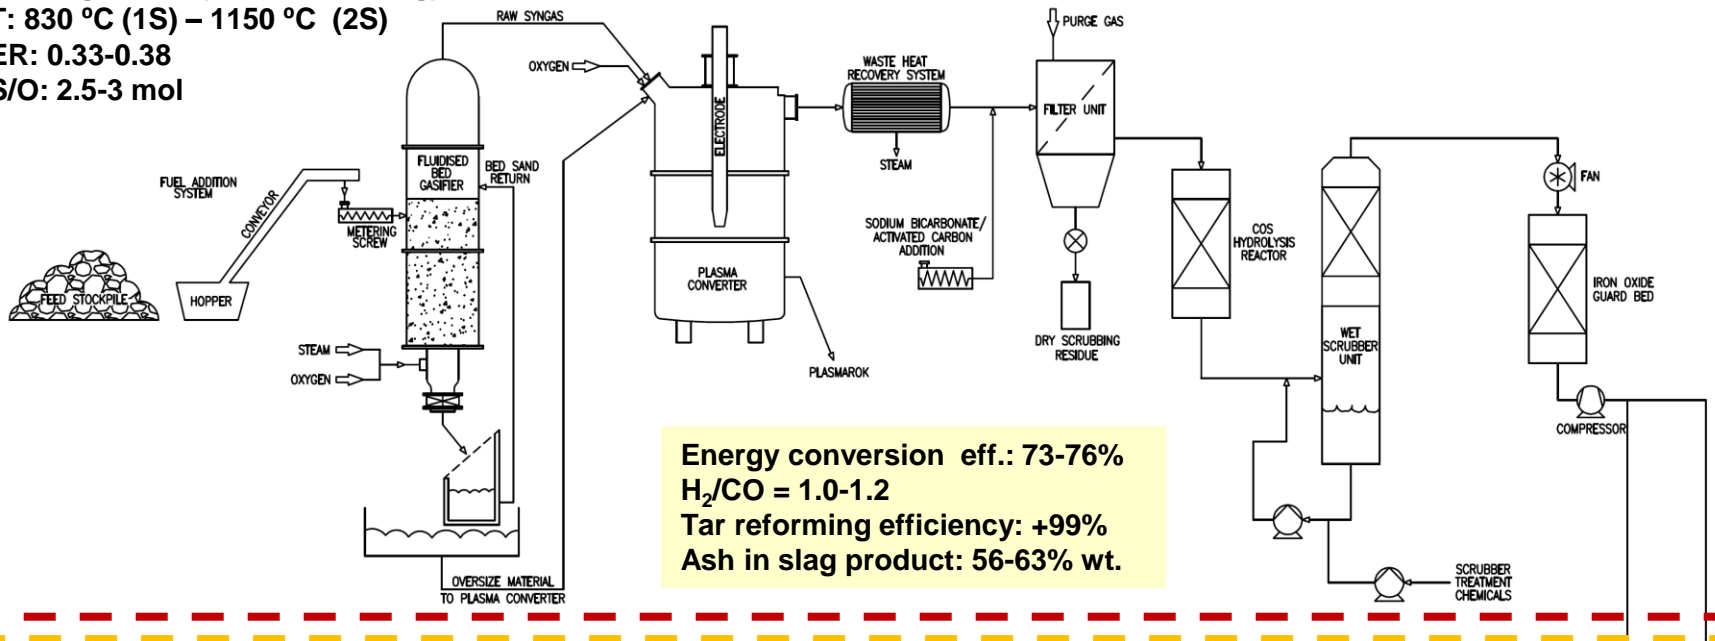 T: 830 ºC (1S) – 1150 ºC (2S)
ER: 0.33-0.38
S/O: 2.5-3 mol
RAW SYNGAS
OXYGEN
ELECTRODE
WASTE HEAT
RECOVERY SYSTEM
STEAM
PURGE GAS
FILTER UNIT
FUEL ADDITION
SYSTEM
CONVEYOR
METERING
SCREW
FLUIDISED
BED
GASIFIER
BED SAND
RETURN
FEED STOCKPILE
HOPPER
STEAM
OXYGEN
PLASMA
CONVERTER
PLASMAROK
SODIUM BICARBONATE/
ACTIVATED CARBON
ADDITION
DRY SCRUBBING
RESIDUE
COS
HYDROLYSIS
REACTOR
WET
SCRUBBER
UNIT
FAN
IRON OXIDE
GUARD BED
COMPRESSOR
OVERSIZE MATERIAL
TO PLASMA CONVERTER
SCRUBBER
TREATMENT
CHEMICALS
Energy conversion eff.: 73-76%
H₂/CO = 1.0-1.2
Tar reforming efficiency: +99%
Ash in slag product: 56-63% wt.